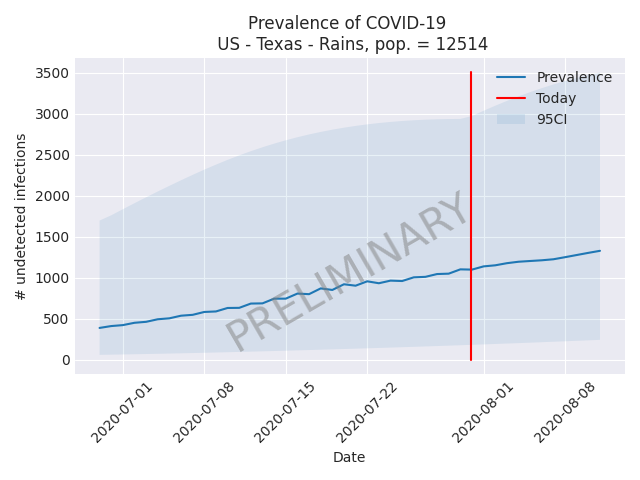 Prevalence of COVID-19
US - Texas - Rains, pop. = 12514
# undetected infections
3500
3000
2500
2000
1500
1000
500
0
Prevalence
Today
95CI
PRELIMINARY
2020-07-01
2020-07-08
2020-07-15
2020-07-22
2020-08-01
2020-08-08
Date